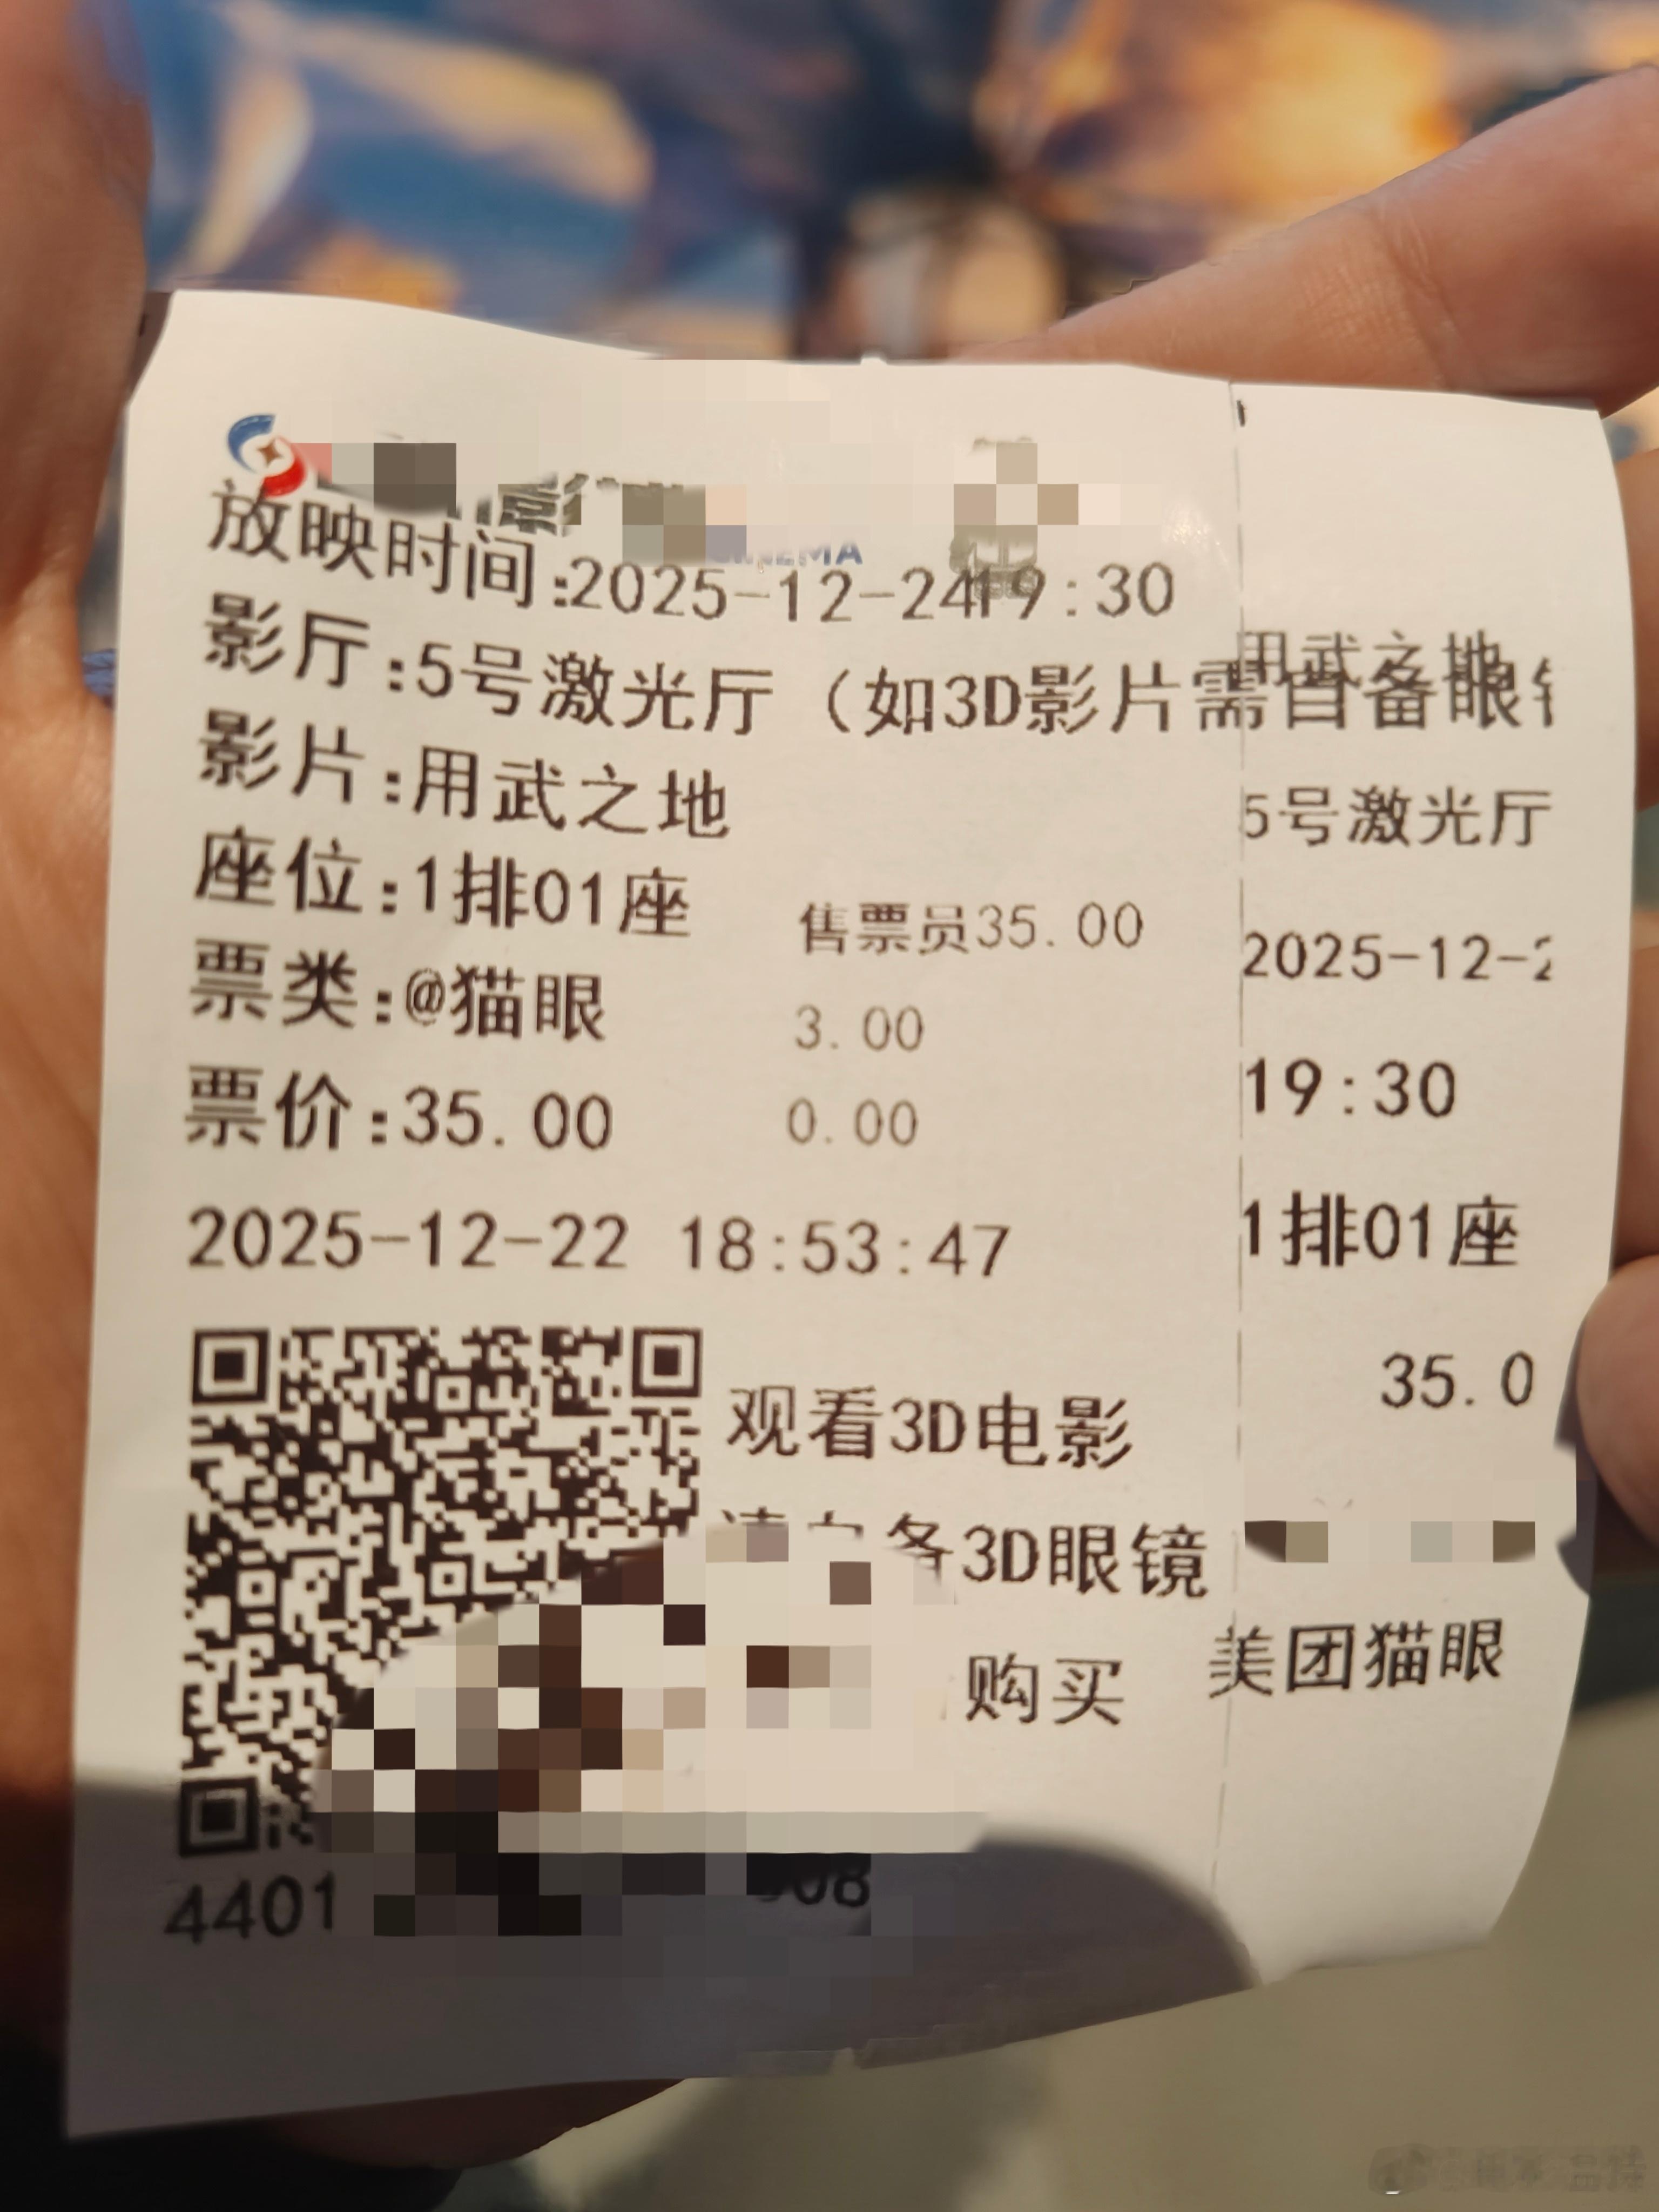 放映时间:2025-12-24 19:30
影厅:5号激光厅（如3D影片需自备眼
影片:用武之地
座位:1排01座
售票员35.00
票类:@猫眼
3.00
票价:35.00
0.00
2025-12-22 18:53:47
观看3D电影
备3D眼镜
购买
4401
08
用武之地
5号激光厅
2025-12-2
19:30
1排01座
35.0
美团猫眼